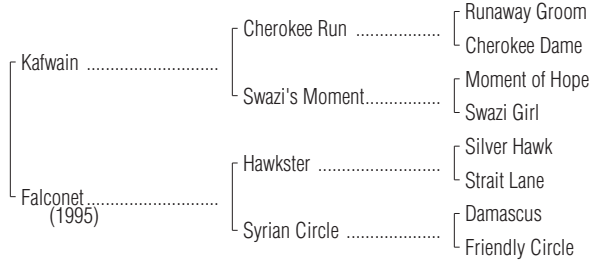 Runaway Groom
Cherokee Run ..................
Cherokee Dame
Kafwain ............................
Moment of Hope
Swazi's Moment................
Swazi Girl
Silver Hawk
Hawkster .........................
Strait Lane
Falconet............................
(1995)
Damascus
Syrian Circle ....................
Friendly Circle